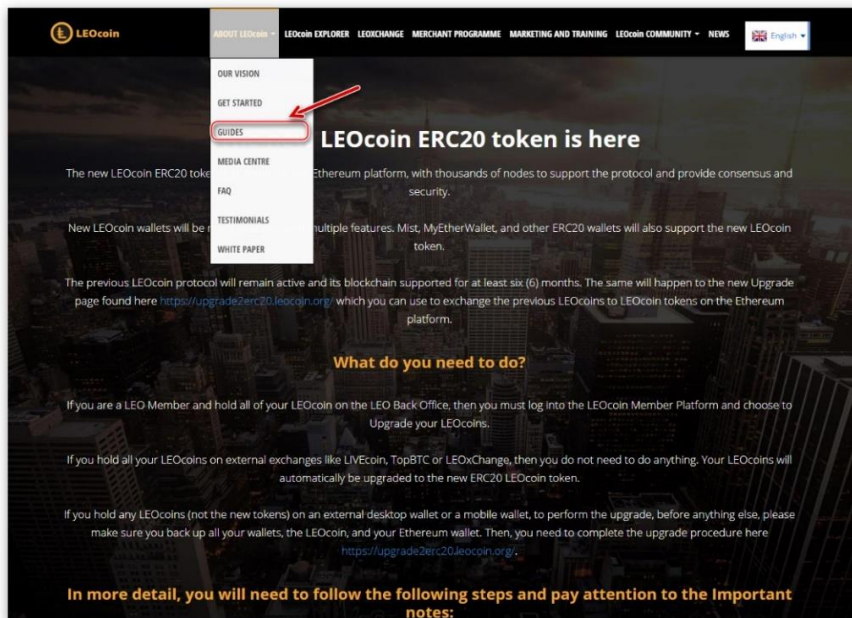 LEOcoin
ABOUT LEOcoin
LEOcoin EXPLORER
LEOXCHANGE
MERCHANT PROGRAMME
MARKETING AND TRAINING
LEOcoin COMMUNITY
NEWS
English
OUR VISION
GET STARTED
GUIDES
MEDIA CENTRE
FAQ
TESTIMONIALS
WHITE PAPER
LEOcoin ERC20 token is here
The new LEOcoin ERC20 toke Ethereum platform, with thousands of nodes to support the protocol and provide consensus and
security.
New LEOcoin wallets will be multiple features. Mist, MyEtherWallet, and other ERC20 wallets will also support the new LEOcoin
token.
The previous LEOcoin protocol will remain active and its blockchain supported for at least six (6) months. The same will happen to the new Upgrade
page found here https://upgrade2erc20.leocoin.org/ which you can use to exchange the previous LEOcoins to LEOcoin tokens on the Ethereum
platform.
What do you need to do?
If you are a LEO Member and hold all of your LEOcoin on the LEO Back Office, then you must log into the LEOcoin Member Platform and choose to
Upgrade your LEOcoins.
If you hold all your LEOcoins on external exchanges like LIVEcoin, TopBTC or LEOxChange, then you do not need to do anything. Your LEOcoins will
automatically be upgraded to the new ERC20 LEOcoin token.
If you hold any LEOcoins (not the new tokens) on an external desktop wallet or a mobile wallet, to perform the upgrade, before anything else, please
make sure you back up all your wallets, the LEOcoin, and your Ethereum wallet. Then, you need to complete the upgrade procedure here
https://upgrade2erc20.leocoin.org/.
In more detail, you will need to follow the following steps and pay attention to the Important
notes: